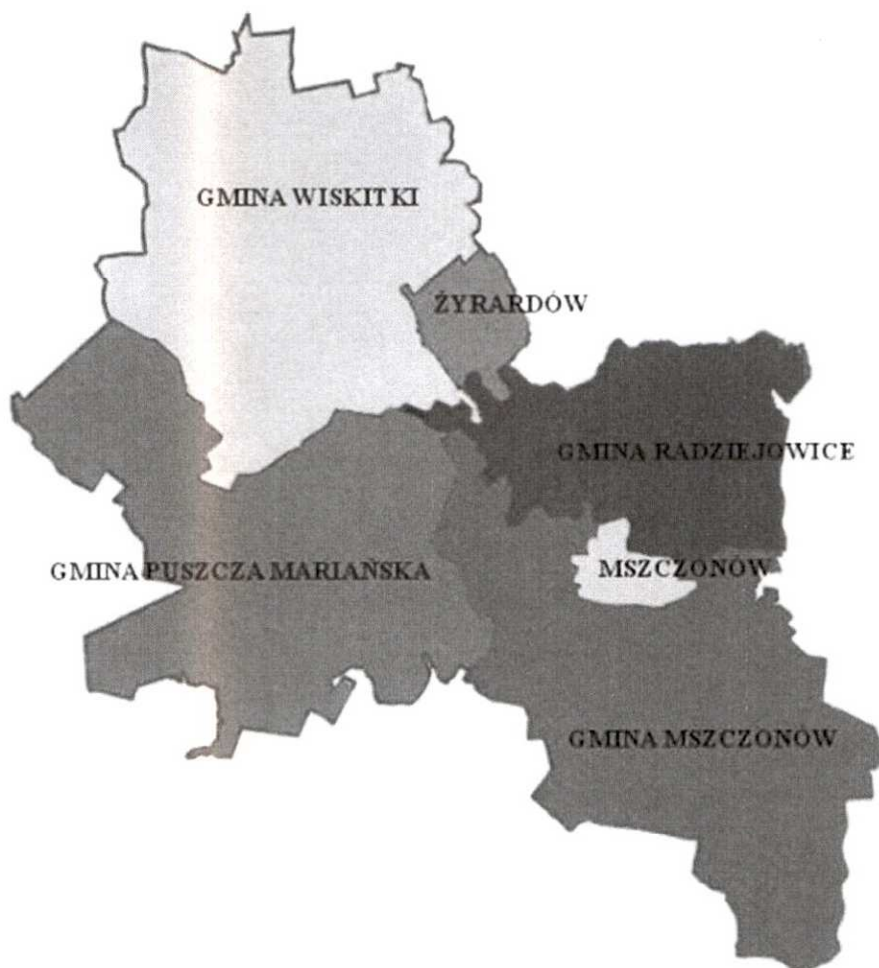 GMINA WISKITKI
ŻYRARDÓW
GMINA RADZIEJOWICE
GMINA PUSZCZA MARIAŃSKA
MSZCZONÓW
GMINA MSZCZONÓW